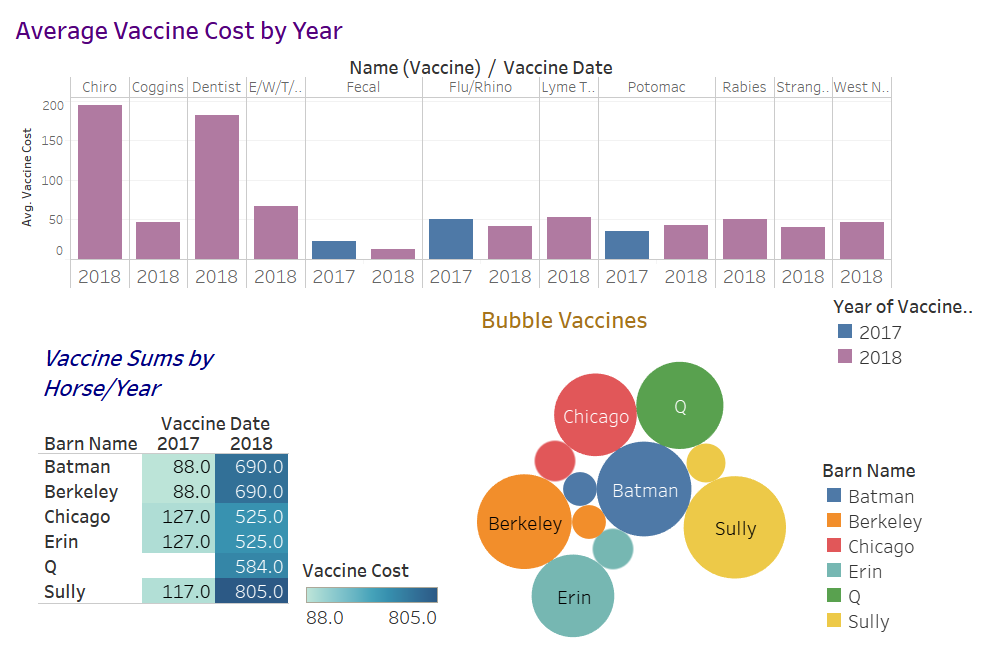 Average Vaccine Cost by Year
Name (Vaccine) / Vaccine Date
Chiro Coggins Dentist E/W/T/.. Fecal Flu/Rhino Lyme T.. Potomac Rabies Strang.. West N..
Avg. Vaccine Cost
200
150
100
50
0
2018 2018 2018 2018 2017 2018 2017 2018 2018 2017 2018 2018 2018 2018
Year of Vaccine..
2017
2018
Vaccine Sums by
Horse/Year
Vaccine Date
Barn Name 2017 2018
Batman 88.0 690.0
Berkeley 88.0 690.0
Chicago 127.0 525.0
Erin 127.0 525.0
Q 584.0
Sully 117.0 805.0
Vaccine Cost
88.0 805.0
Bubble Vaccines
Chicago
Q
Batman
Berkeley
Sully
Erin
Barn Name
Batman
Berkeley
Chicago
Erin
Q
Sully